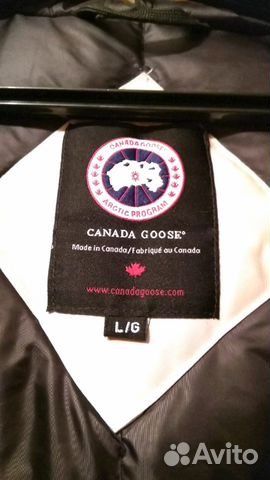 CANADA GOOSE
ARCTIC PROGRAM
CANADA GOOSE®
Made in Canada/Fabriqué au Canada
www.canadagoose.com
L/G
Avito